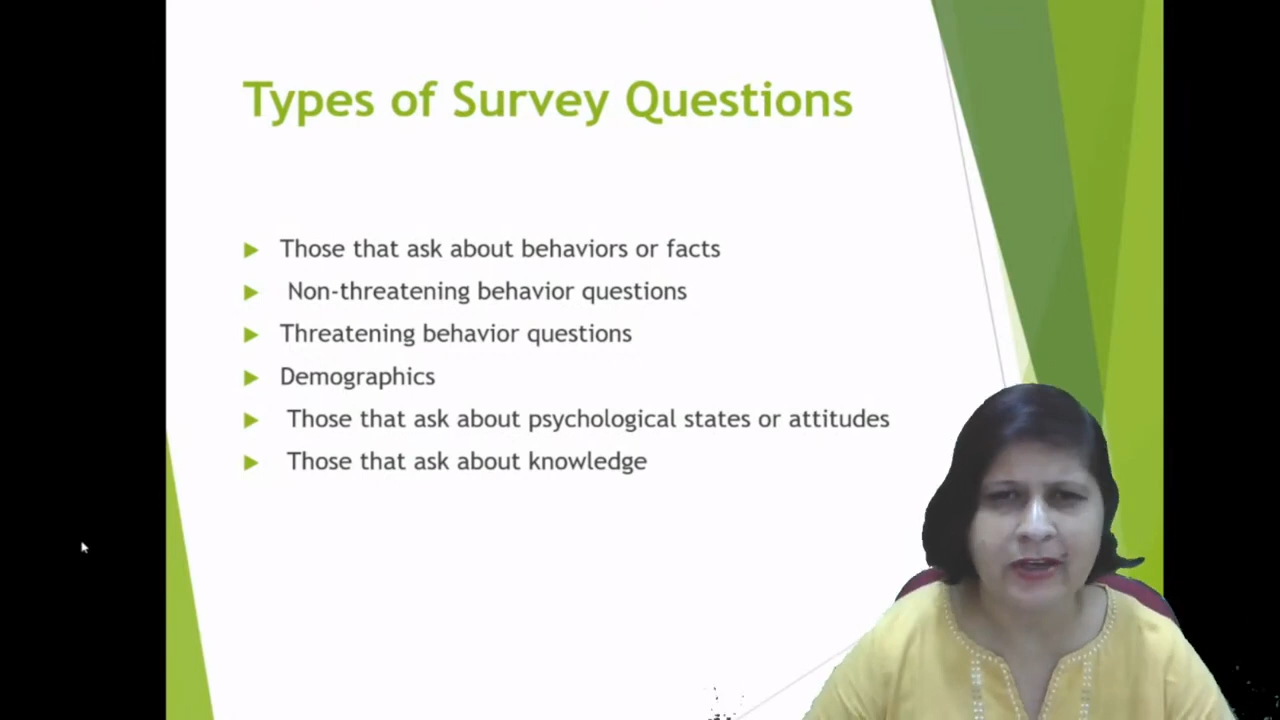 Types of Survey Questions
Those that ask about behaviors or facts
Non-threatening behavior questions
Threatening behavior questions
Demographics
Those that ask about psychological states or attitudes
Those that ask about knowledge